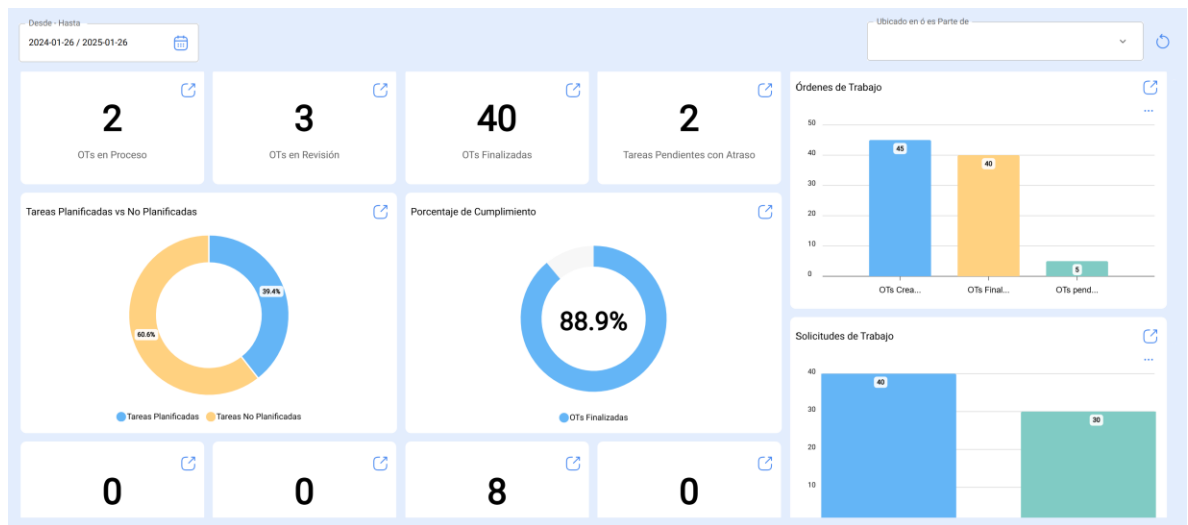 Desde - Hasta
2024-01-26 / 2025-01-26
Ubicado en ó es Parte de
2
OTs en Proceso
3
OTs en Revisión
40
OTs Finalizadas
2
Tareas Pendientes con Atraso
Órdenes de Trabajo
50
40
30
20
10
0
45
40
5
OTs Crea...
OTs Final...
OTs pend...
Tareas Planificadas vs No Planificadas
39.4%
60.6%
Tareas Planificadas
Tareas No Planificadas
Porcentaje de Cumplimiento
88.9%
OTs Finalizadas
Solicitudes de Trabajo
40
30
20
10
40
30
0
0
8
0